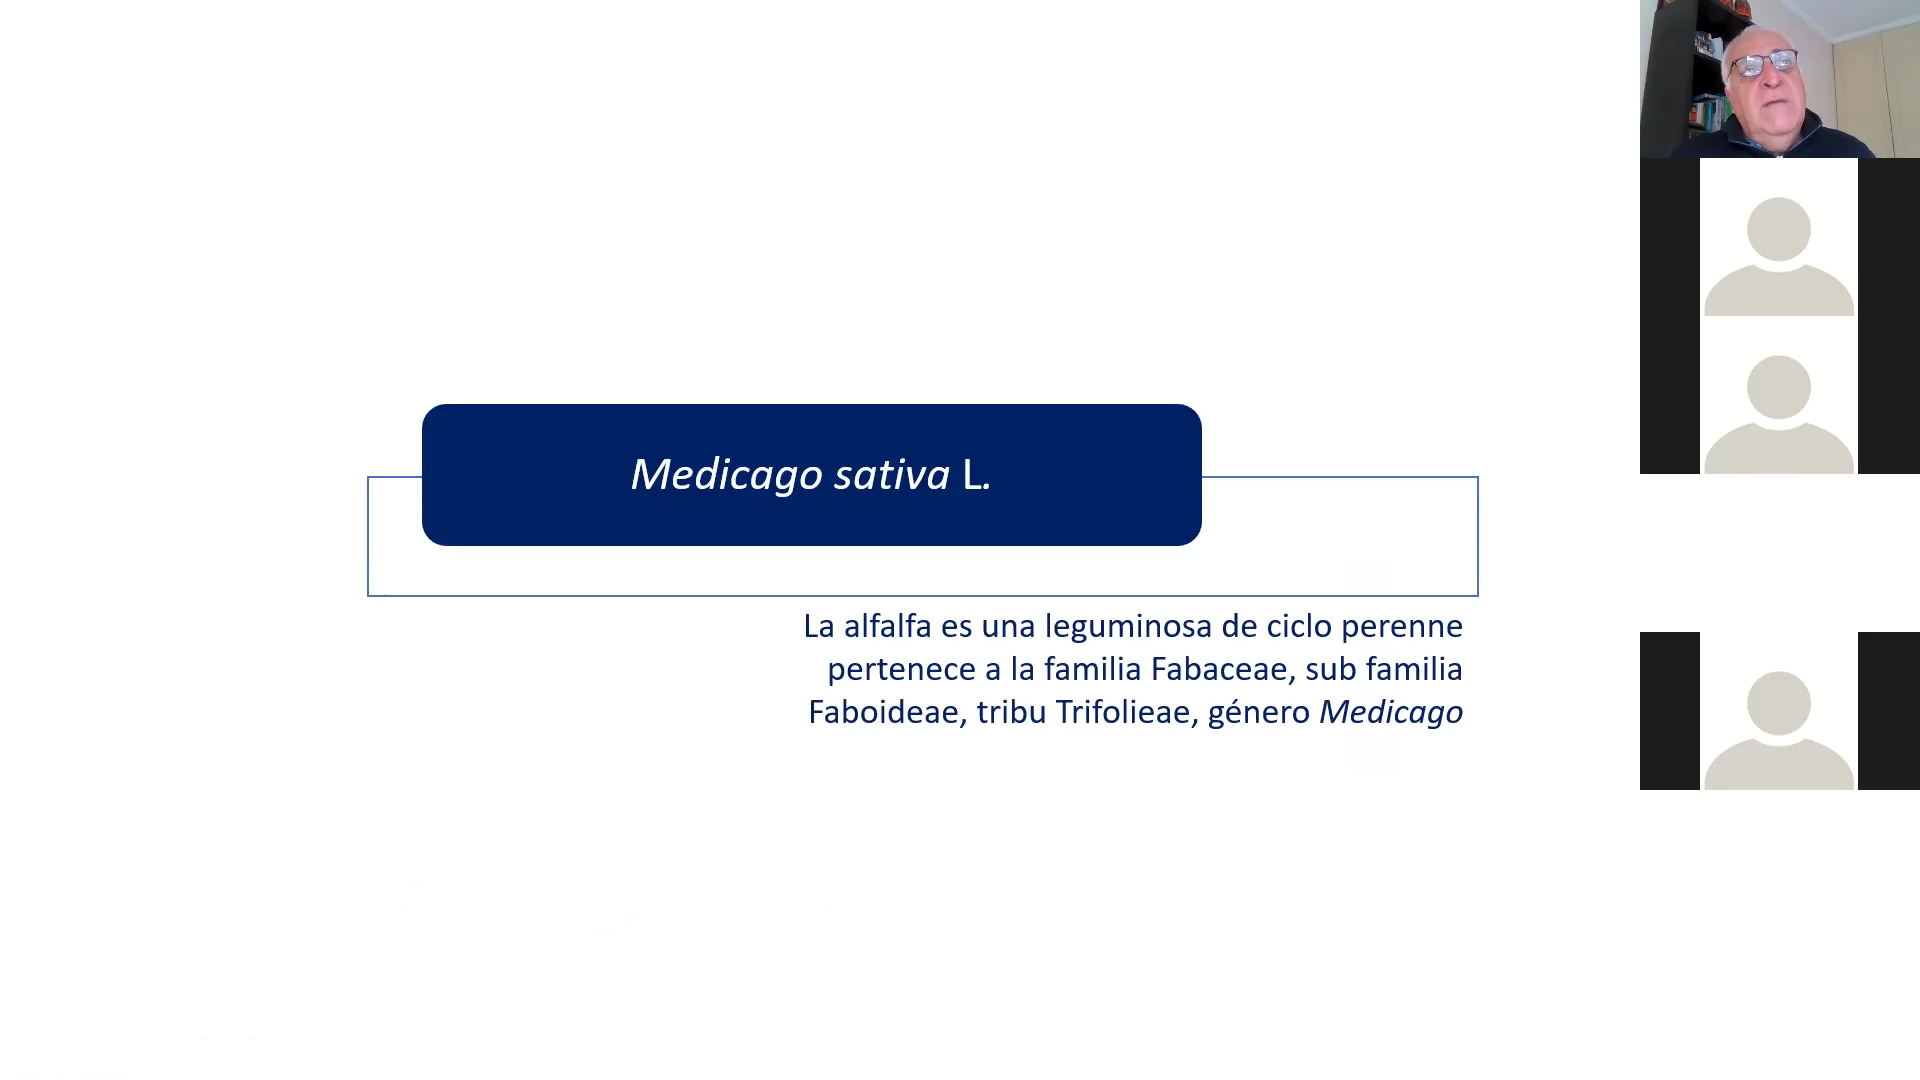 Medicago sativa L.
La alfalfa es una leguminosa de ciclo perenne
pertenece a la familia Fabaceae, sub familia
Faboideae, tribu Trifolieae, género Medicago